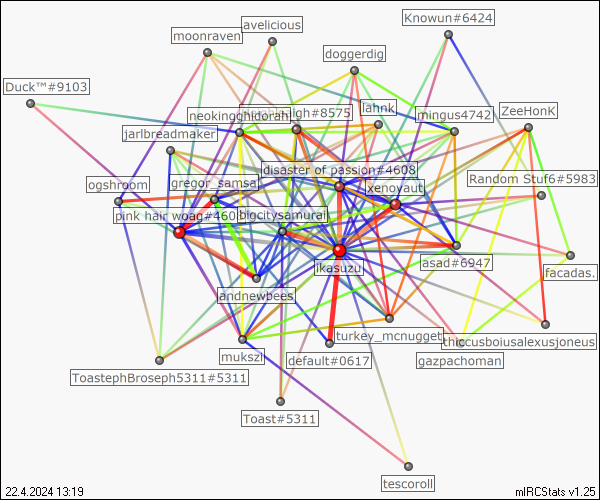 avelicious
Knowun#6424
moonraven
doggerdig
Duck™#9103
neokingghidorah
#8575
lahnk
mingus4742
ZeeHonK
jarlbreadmaker
disaster of passion#4608
ogshroom
gregor_samsa
xenoyaut
Random Stuf6#5983
pink hair woag#460
bigcitysamurai
ikasuzu
asad#6947
facadas.
andnewbees
turkey_mcnugget
thiccusboiusalexusjoneus
mukszi
default#0617
gazpachoman
ToastephBroseph5311#5311
Toast#5311
tescoroll
22.4.2024 13:19
mIRCStats v1.25